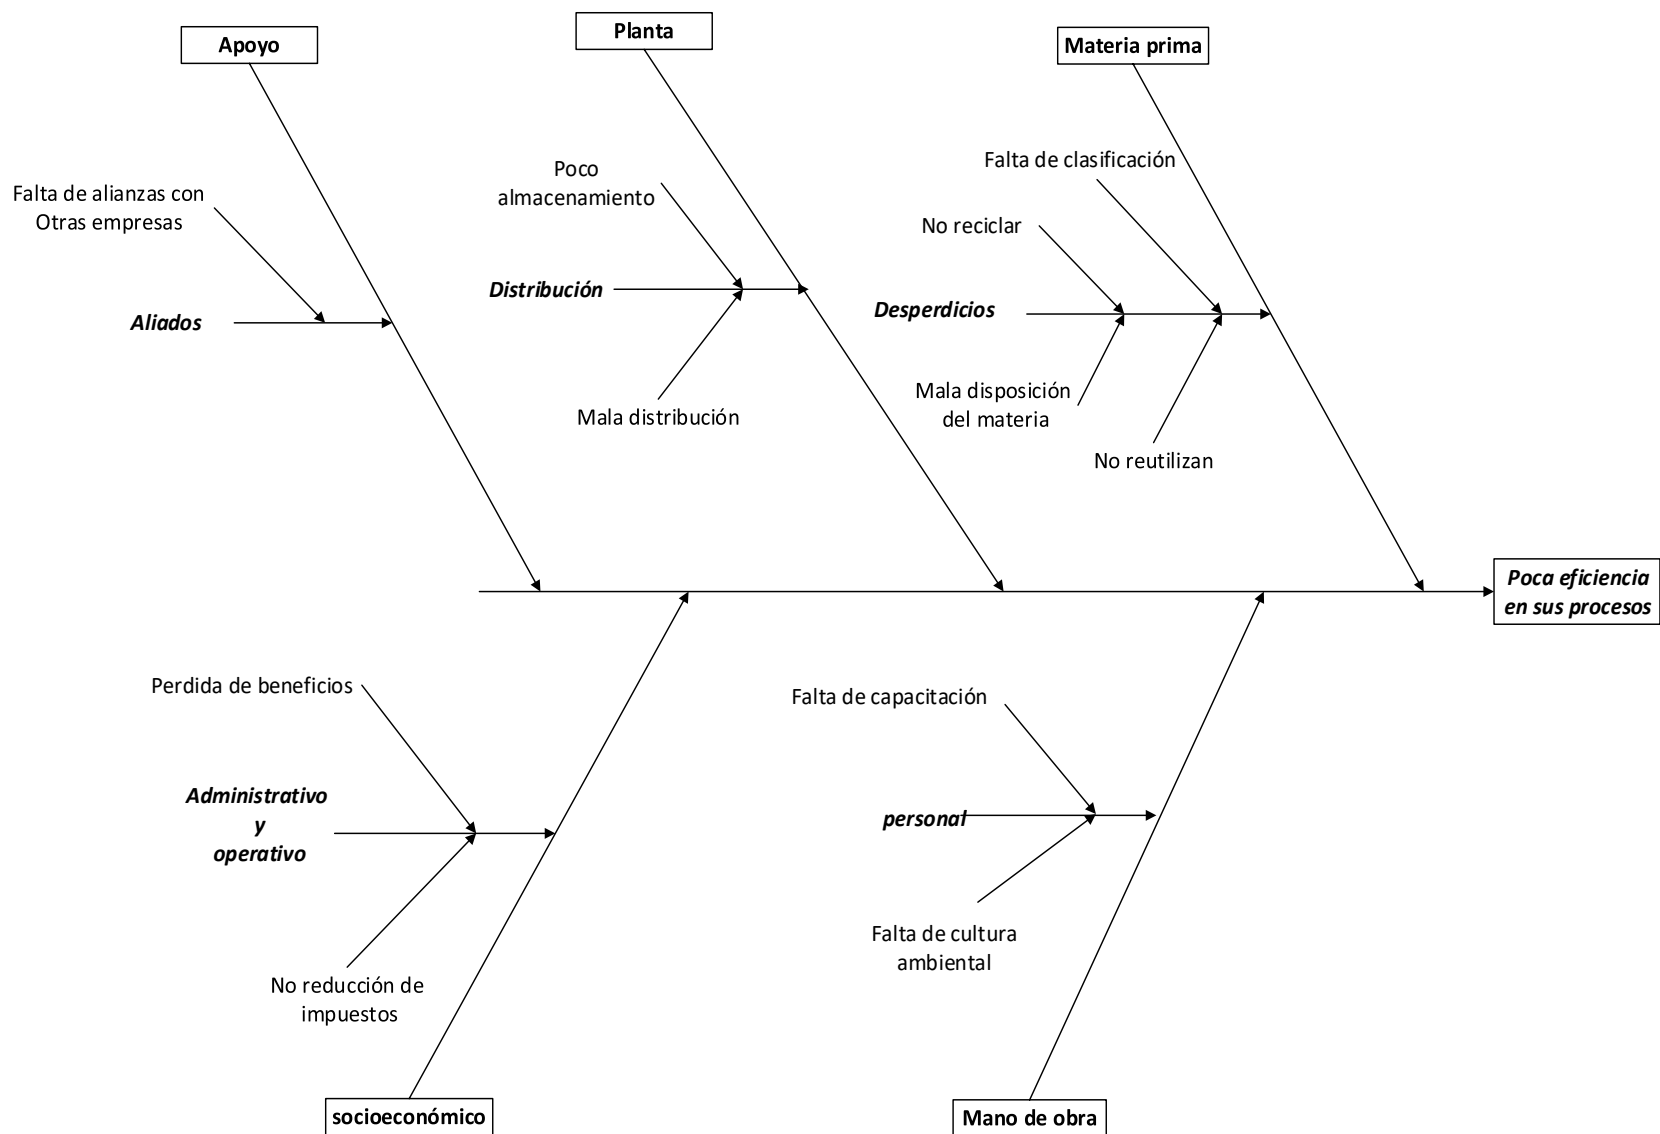 Apoyo
Planta
Materia prima
Falta de alianzas con
Otras empresas
Aliados
Poco
almacenamiento
Distribución
Mala distribución
Falta de clasificación
No reciclar
Desperdicios
Mala disposición
del materia
No reutilizan
Poca eficiencia
en sus procesos
Perdida de beneficios
Administrativo
y
operativo
No reducción de
impuestos
socioeconómico
Falta de capacitación
personal
Falta de cultura
ambiental
Mano de obra